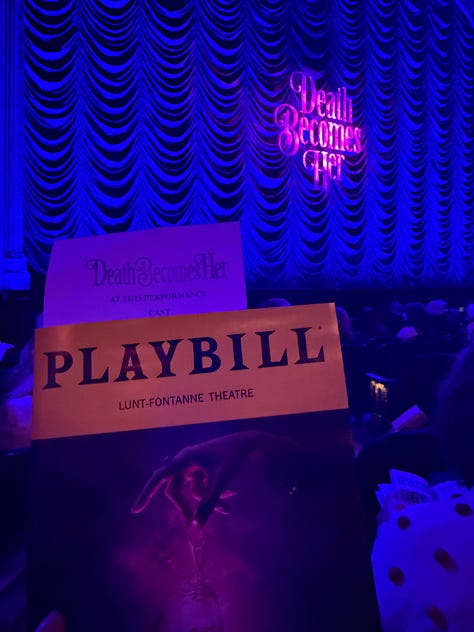 Death
Becomes
Her
Death Becomes Her
AT THIS PERFORMANCE
CAST
PLAYBILL
LUNT-FONTANNE THEATRE